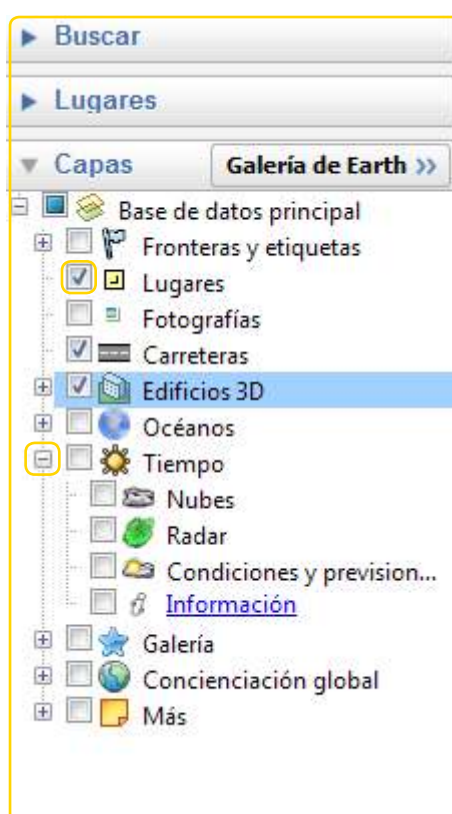 Buscar
Lugares
Capas Galería de Earth »
Base de datos principal
Fronteras y etiquetas
Lugares
Fotografías
Carreteras
Edificios 3D
Océanos
Tiempo
Nubes
Radar
Condiciones y prevision...
Información
Galería
Concienciación global
Más